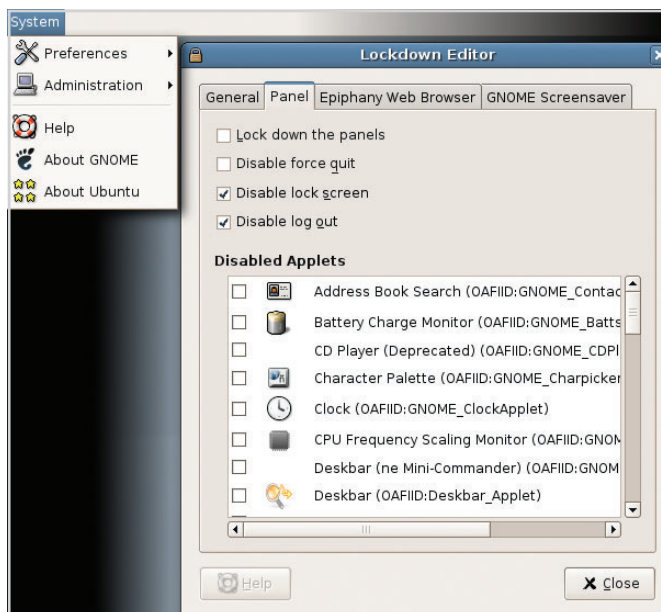 System
Preferences
Administration
Help
About GNOME
About Ubuntu
Lockdown Editor
General Panel Epiphany Web Browser GNOME Screensaver
Lock down the panels
Disable force quit
Disable lock screen
Disable log out
Disabled Applets
Address Book Search (OAFIID:GNOME_Contac
Battery Charge Monitor (OAFIID:GNOME_Batts
CD Player (Deprecated) (OAFIID:GNOME_CDPl
Character Palette (OAFIID:GNOME_Charpicker
Clock (OAFIID:GNOME_ClockApplet)
CPU Frequency Scaling Monitor (OAFIID:GNOM
Deskbar (ne Mini-Commander) (OAFIID:GNOM
Deskbar (OAFIID:Deskbar_Applet)
Help
Close